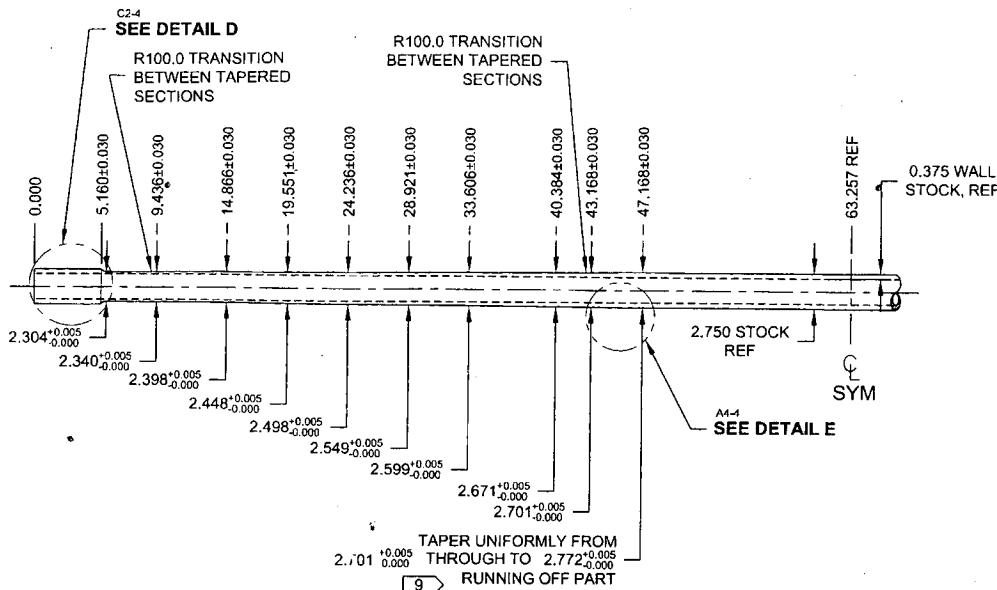 C2-4
SEE DETAIL D
R100.0 TRANSITION
BETWEEN TAPERED
SECTIONS
R100.0 TRANSITION
BETWEEN TAPERED
SECTIONS
0.000
5.160±0.030
9.436±0.030
14.866±0.030
19.551±0.030
24.236±0.030
28.921±0.030
33.606±0.030
40.384±0.030
43.168±0.030
47.168±0.030
63.257 REF
0.375 WALL
STOCK, REF
2.304 +0.005 -0.000
2.340 +0.005 -0.000
2.398 +0.005 -0.000
2.448 +0.005 -0.000
2.498 +0.005 -0.000
2.549 +0.005 -0.000
2.599 +0.005 -0.000
2.671 +0.005 -0.000
2.701 +0.005 -0.000
2.750 STOCK
REF
℄
SYM
A4-4
SEE DETAIL E
TAPER UNIFORMLY FROM
2.701 +0.005 0.000 THROUGH TO 2.772 +0.005 -0.000
9 RUNNING OFF PART